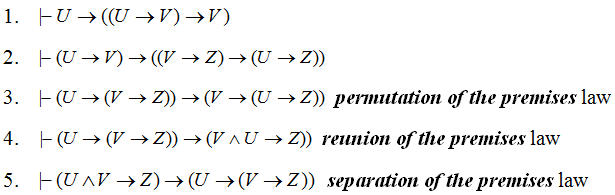 1. ⊢ U → ((U → V) → V)
2. ⊢ (U → V) → ((V → Z) → (U → Z))
3. ⊢ (U → (V → Z)) → (V → (U → Z)) permutation of the premises law
4. ⊢ (U → (V → Z)) → (V ∧ U → Z)) reunion of the premises law
5. ⊢ (U ∧ V → Z) → (U → (V → Z)) separation of the premises law